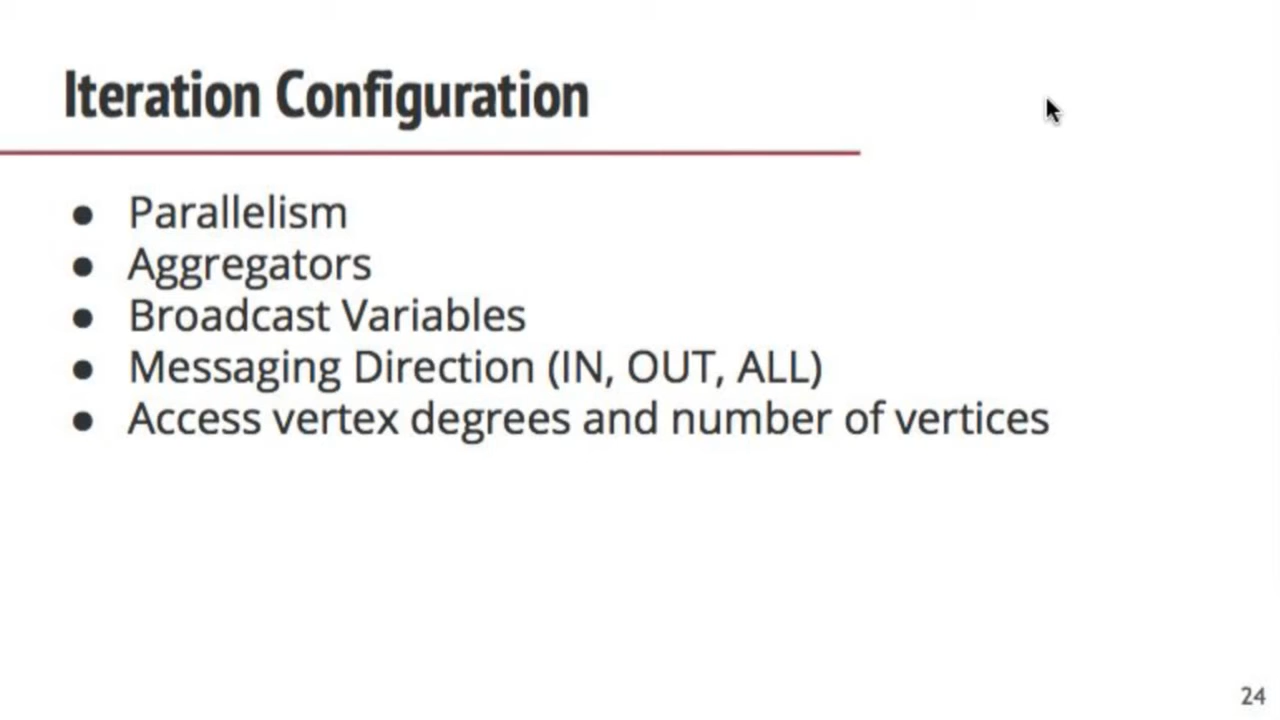 Iteration Configuration
● Parallelism
● Aggregators
● Broadcast Variables
● Messaging Direction (IN, OUT, ALL)
● Access vertex degrees and number of vertices
24